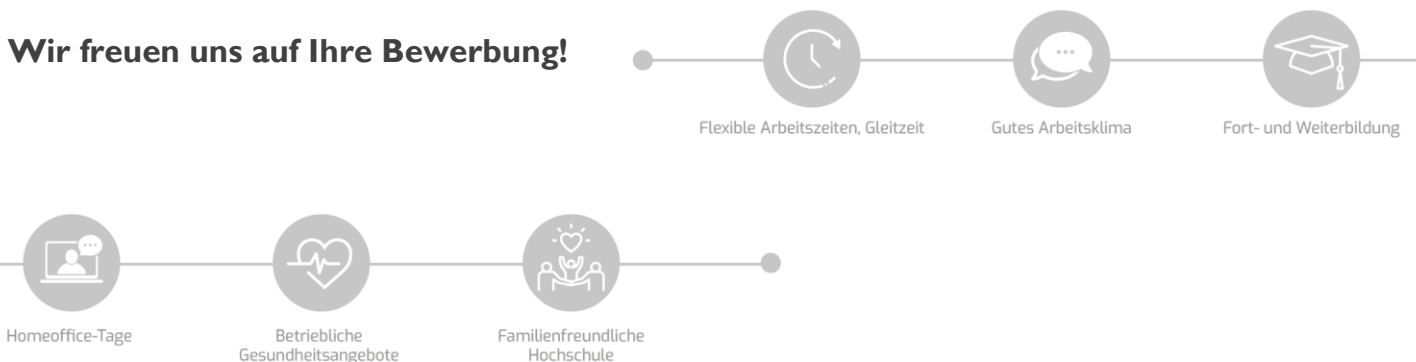 Wir freuen uns auf Ihre Bewerbung!
Flexible Arbeitszeiten, Gleitzeit
Gutes Arbeitsklima
Fort- und Weiterbildung
Homeoffice-Tage
Betriebliche
Gesundheitsangebote
Familienfreundliche
Hochschule